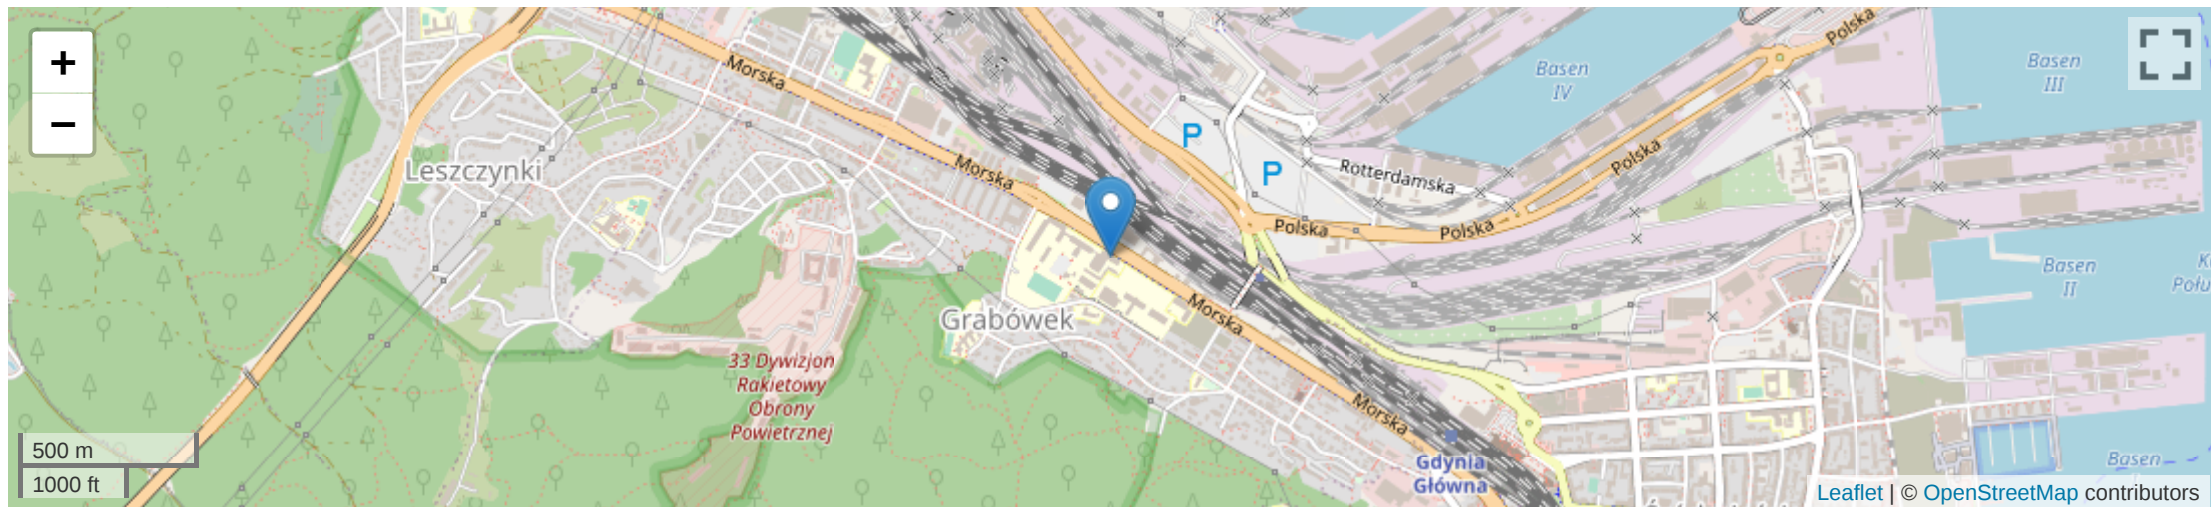 +
−
500 m
1000 ft
Leszczynki
Morska
Morska
Grabówek
33 Dywizjon
Rakietowy
Obrony
Powietrznej
P
P
Rotterdamska
Polska
Polska
Polska
Polska
Morska
Morska
Basen
IV
Basen
III
Basen
II
Basen
Gdynia
Główna
Leaflet | © OpenStreetMap contributors